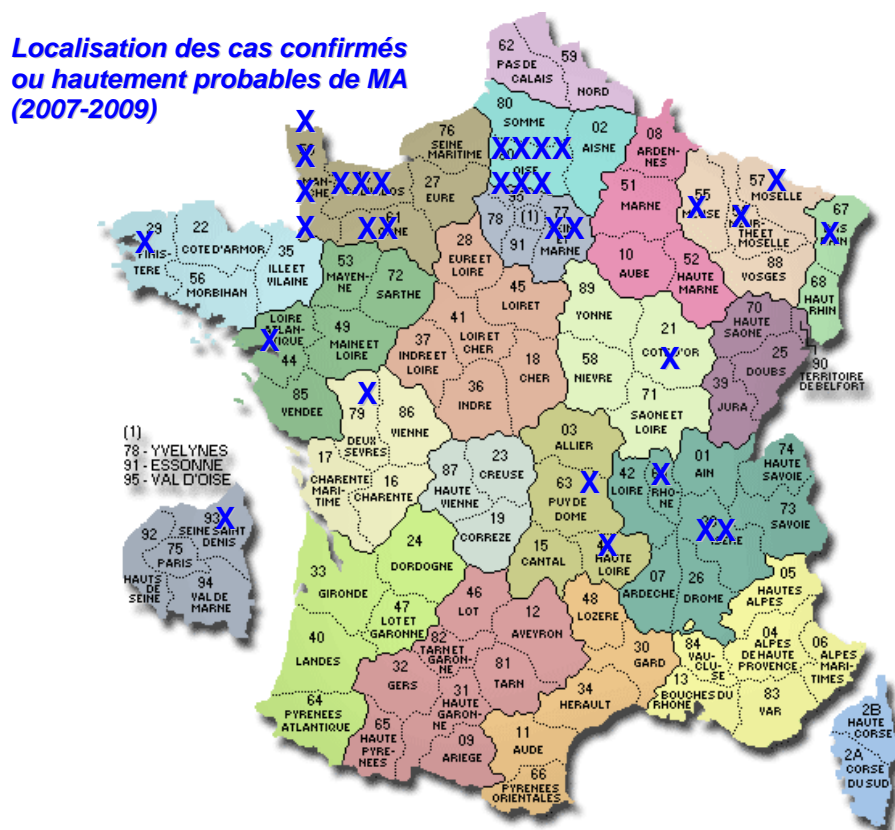 Localisation des cas confirmés
ou hautement probables de MA
(2007-2009)
62
PAS DE
CALAIS
59
NORD
80
SOMME
02
AISNE
OISE
76
SEINE
MARITIME
27
EURE
08
ARDEN-
NES
51
MARNE
10
AUBE
52
HAUTE
MARNE
55
57
MOSELLE
THE ET
MOSELLE
88
VOSGES
67
68
HAUT
RHIN
X
X
X
X
X X X
X X
X X X X
X X X
X X
X
X
X
X
61
78
(1)
77
91
MARNE
95
29
X
TERE
22
COTE D'ARMOR
35
ILLE ET
VILAINE
56
MORBIHAN
53
MAYEN-
NE
72
SARTHE
LOIRE
X
44
49
MAINE ET
LOIRE
85
VENDEE
28
EURE ET
LOIR
45
LOIRET
41
LOIR ET
CHER
37
INDRE ET
LOIRE
18
CHER
36
INDRE
89
YONNE
21
COTE D'OR
X
58
NIEVRE
71
SAONE ET
LOIRE
70
HAUTE
SAONE
25
DOUBS
39
JURA
90
TERRITOIRE
DE BELFORT
X
79
DEUX
SEVRES
86
VIENNE
17
CHARENTE
MARI-
TIME
16
CHARENTE
(1)
78 - YVELYNES
91 - ESSONNE
95 - VAL D'OISE
87
HAUTE
VIENNE
23
CREUSE
19
CORREZE
03
ALLIER
X
63
PUY DE
DOME
15
CANTAL
X
HAUTE
LOIRE
42
LOIRE
X
RHONE
01
AIN
74
HAUTE
SAVOIE
73
SAVOIE
X X
07
ARDECHE
26
DROME
93
X
SEINE SAINT
DENIS
92
75
PARIS
HAUTS
DE
SEINE
94
VAL DE
MARNE
24
DORDOGNE
33
GIRONDE
47
LOT ET
GARONNE
40
LANDES
64
PYRENEES
ATLANTIQUE
46
LOT
12
AVEYRON
82
TARN ET
GARON-
NE
81
TARN
32
GERS
31
HAUTE
GARON-
NE
65
HAUTE
PYRE-
NEES
09
ARIEGE
48
LOZERE
30
GARD
34
HERAULT
11
AUDE
66
PYRENEES
ORIENTALES
05
HAUTES
ALPES
04
ALPES
DE HAUTE
PROVENCE
06
ALPES
MARI-
TIMES
84
VAU-
CLU-
SE
13
BOUCHES DU
RHONE
83
VAR
2B
HAUTE
CORSE
2A
CORSE
DU SUD